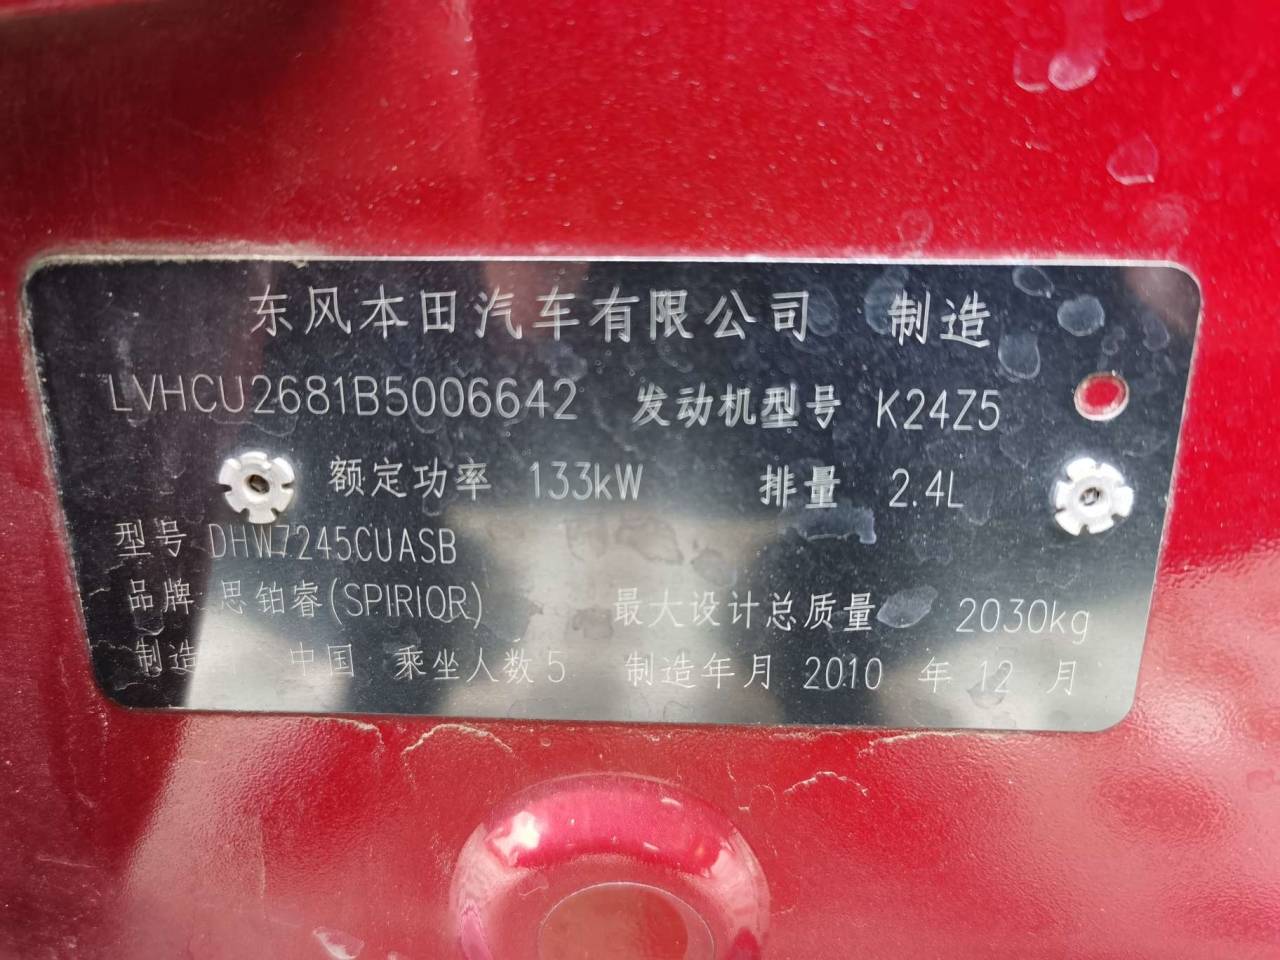 东风本田汽车有限公司 制造
LVHCU2681B5006642 发动机型号 K24Z5
额定功率 133kW 排量 2.4L
型号 DHW7245CUASB
品牌 思铂睿(SPIRIOR) 最大设计总质量 2030kg
制造 中国 乘坐人数 5 制造年月 2010 年 12 月